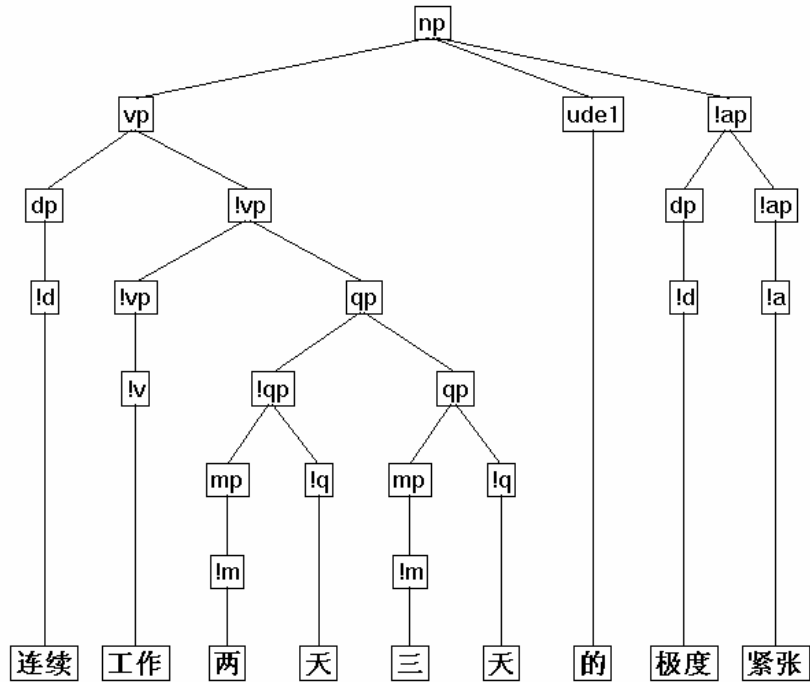 np
vp ude1 !ap
dp !vp dp !ap
!d !vp qp !d !a
!v !qp qp
mp !q mp !q
!m !m
连续 工作 两 天 三 天 的 极度 紧张